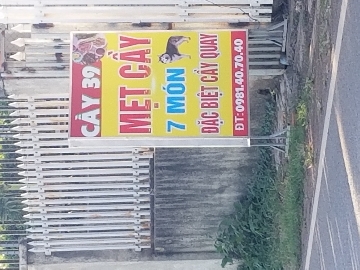 CẦY 39
MẸT CẦY
7 MÓN
ĐẶC BIỆT CẦY QUAY
ĐT:0981.40.70.40